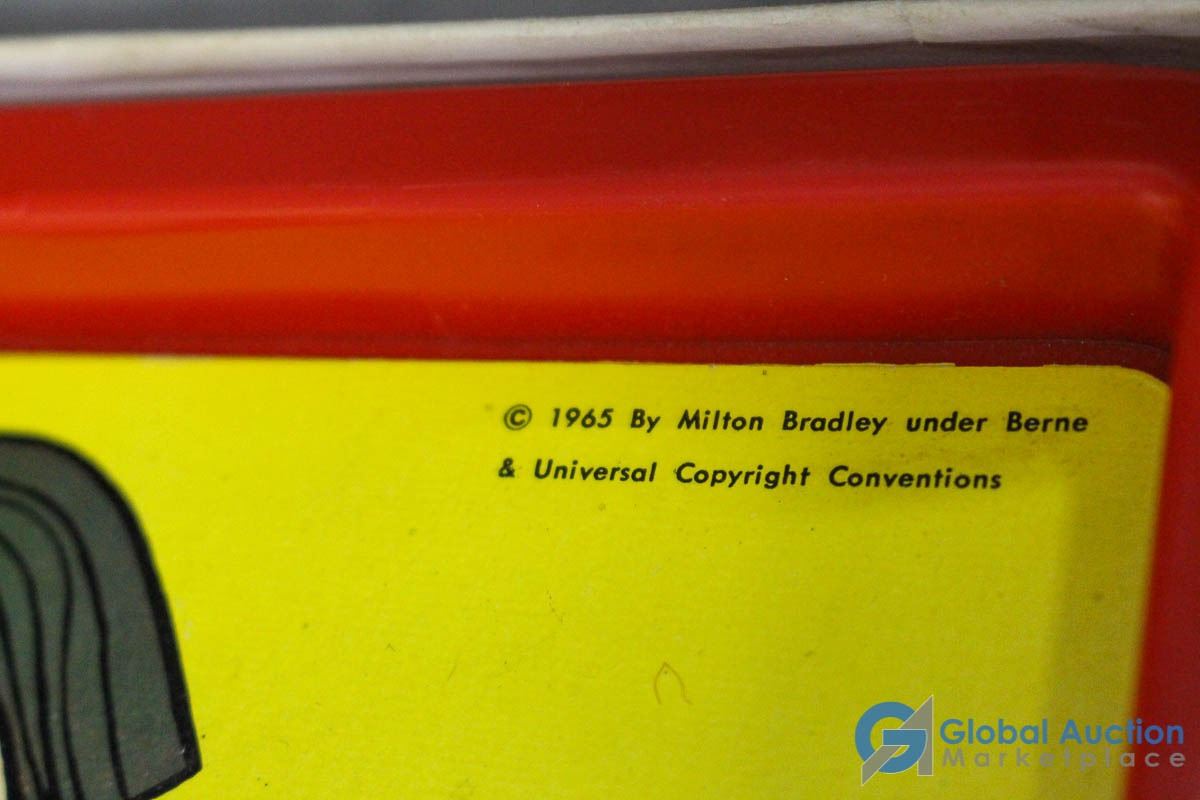 © 1965 By Milton Bradley under Berne
& Universal Copyright Conventions
Global Auction
Marketplace